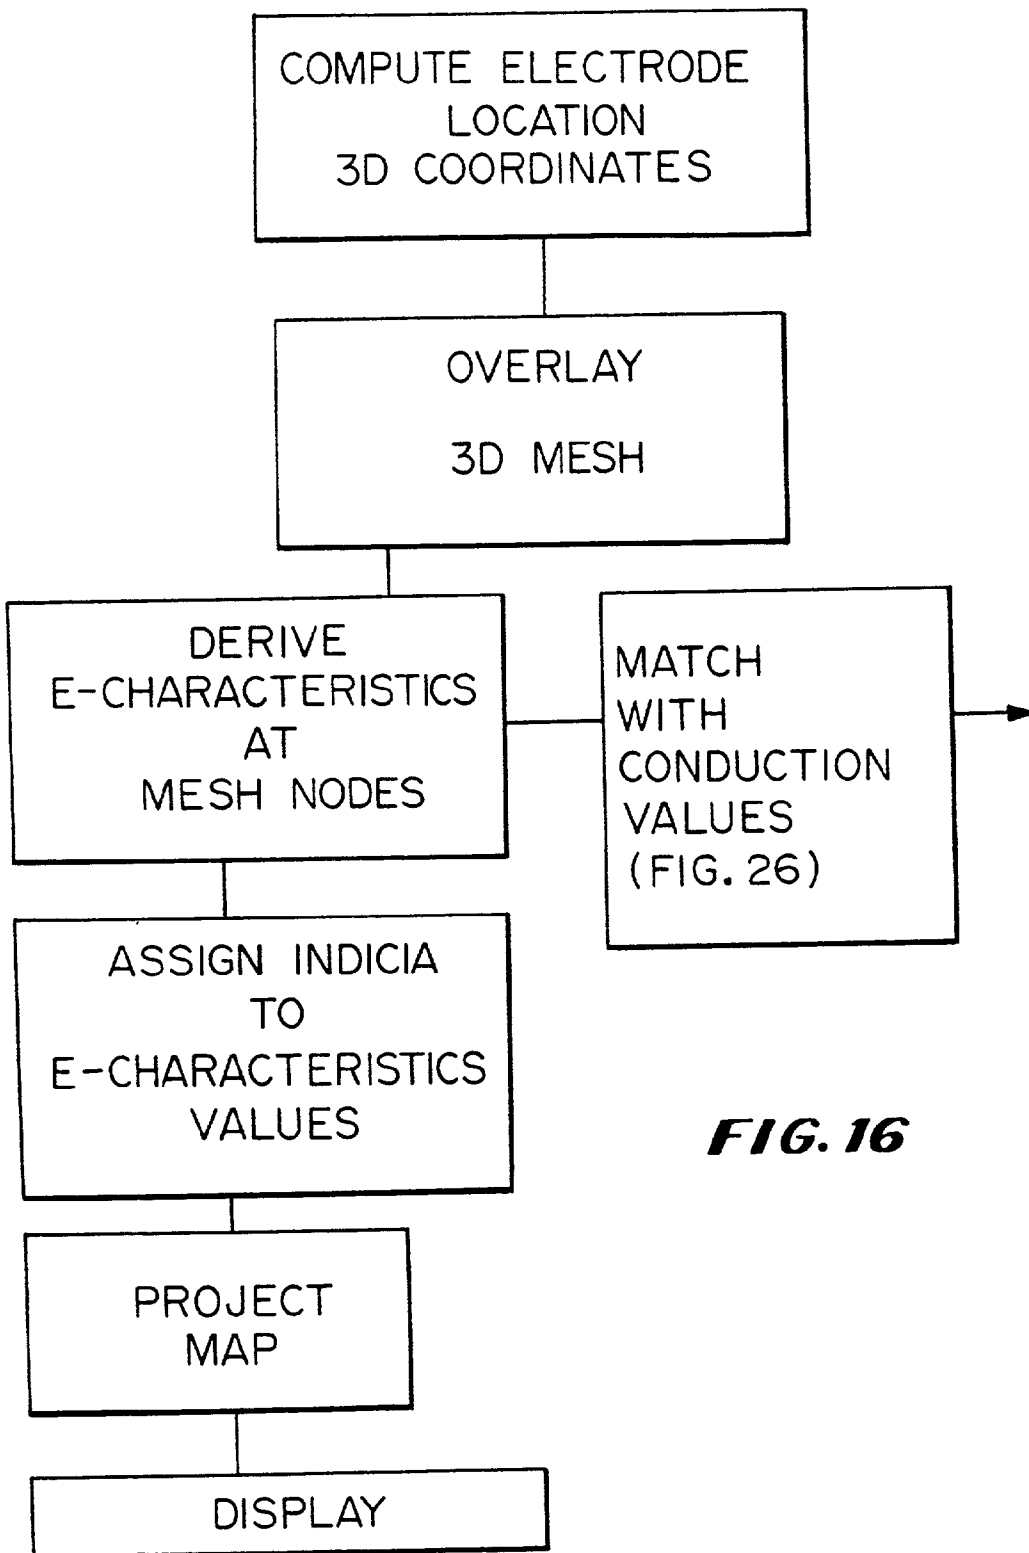 COMPUTE ELECTRODE
LOCATION
3D COORDINATES
OVERLAY
3D MESH
DERIVE
E-CHARACTERISTICS
AT
MESH NODES
MATCH
WITH
CONDUCTION
VALUES
(FIG. 26)
ASSIGN INDICIA
TO
E-CHARACTERISTICS
VALUES
FIG. 16
PROJECT
MAP
DISPLAY